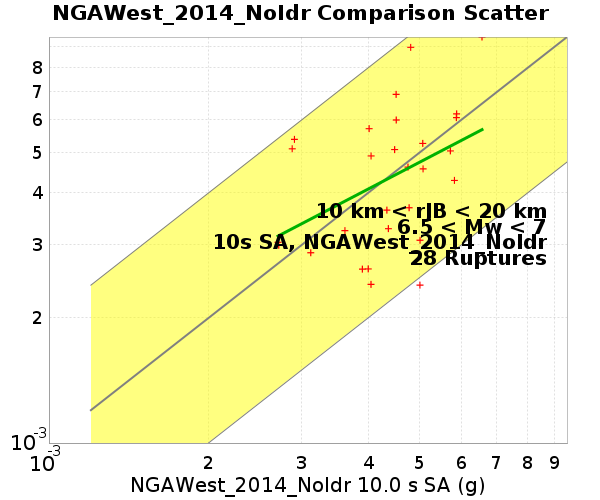 NGAWest_2014_NoIdr Comparison Scatter
8
7
6
5
4
3
2
10^-3
10^-3
2 3 4 5 6 7 8 9
10 km < rJB < 20 km
6.5 < Mw < 7
10s SA, NGAWest_2014_NoIdr
28 Ruptures
NGAWest_2014_NoIdr 10.0 s SA (g)